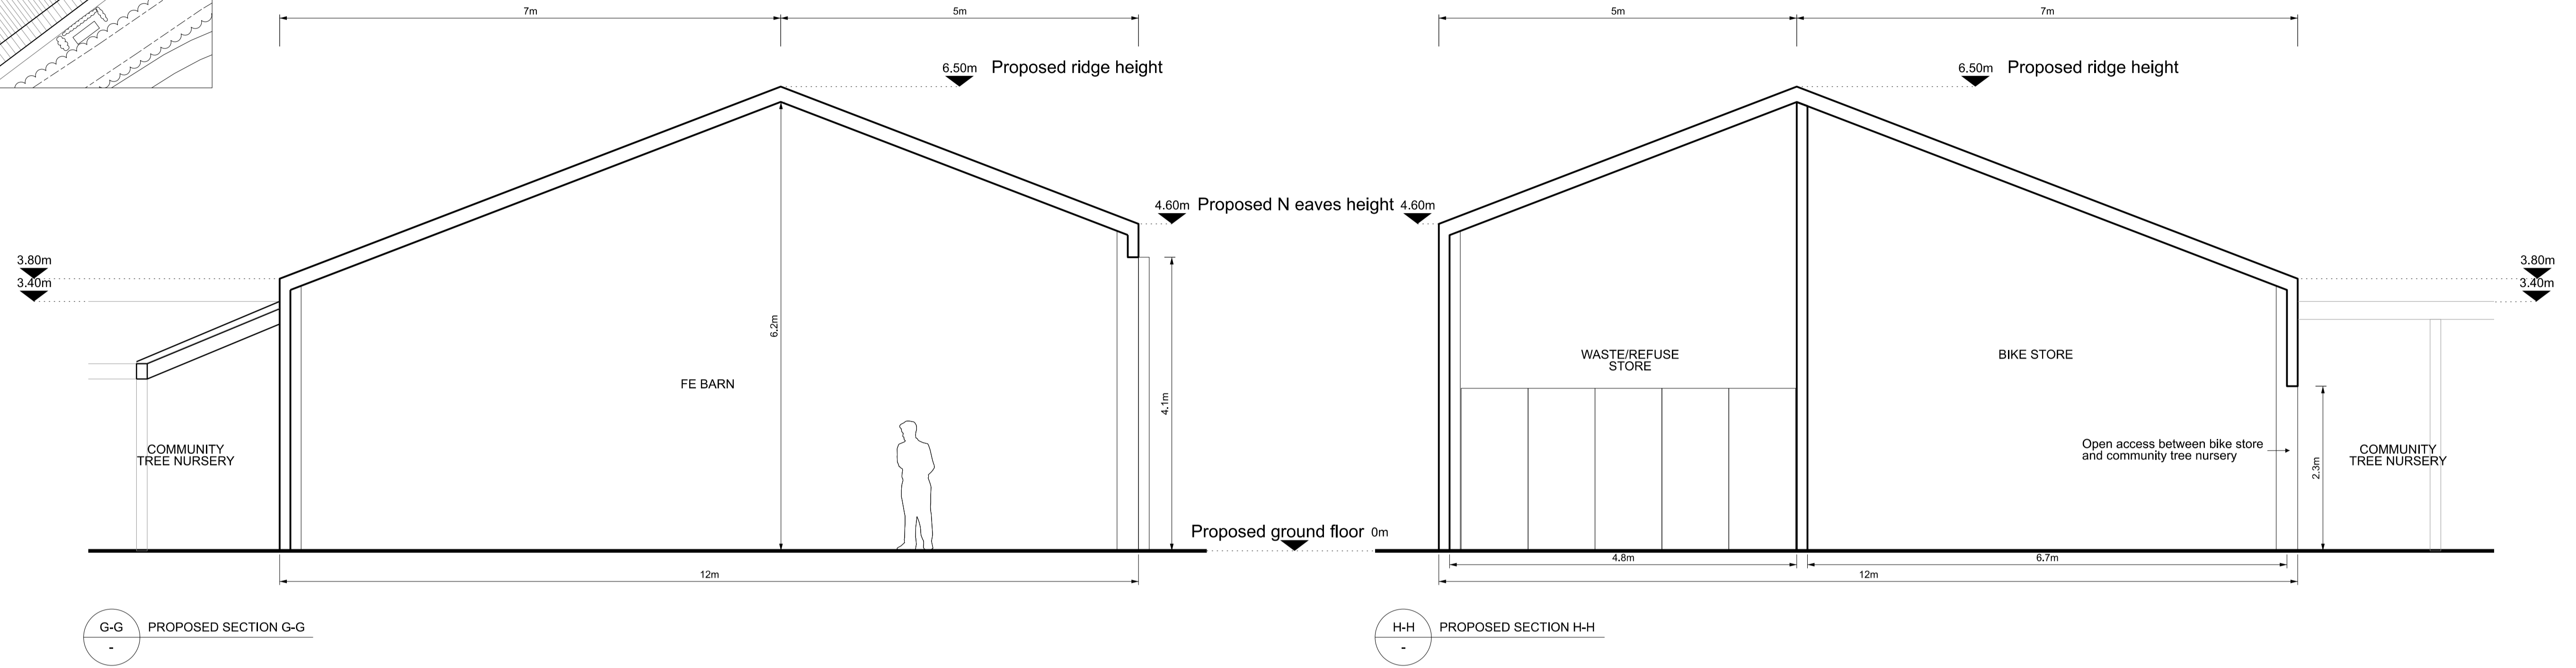 7m
5m
6.50m Proposed ridge height
4.60m Proposed N eaves height 4.60m
3.80m
3.40m
6.2m
FE BARN
4.1m
COMMUNITY
TREE NURSERY
Proposed ground floor 0m
12m
G-G
-
PROPOSED SECTION G-G
5m
7m
6.50m Proposed ridge height
3.80m
3.40m
WASTE/REFUSE
STORE
BIKE STORE
Open access between bike store
and community tree nursery
2.3m
COMMUNITY
TREE NURSERY
4.8m
6.7m
12m
H-H
-
PROPOSED SECTION H-H